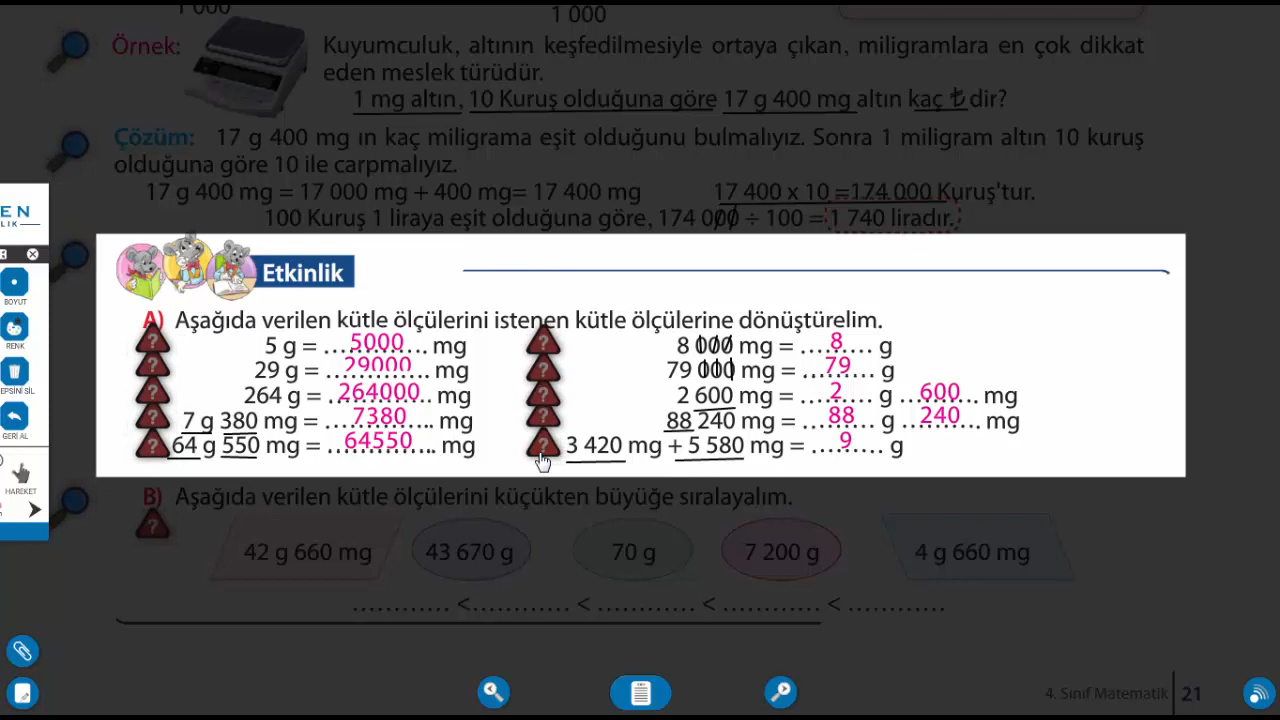 1 000
1 000
Örnek: Kuyumculuk, altının keşfedilmesiyle ortaya çıkan, miligramlara en çok dikkat
eden meslek türüdür.
1 mg altın, 10 Kuruş olduğuna göre 17 g 400 mg altın kaç ₺ dir?
Çözüm: 17 g 400 mg ın kaç miligrama eşit olduğunu bulmalıyız. Sonra 1 miligram altın 10 kuruş
olduğuna göre 10 ile carpmalıyız.
17 g 400 mg = 17 000 mg + 400 mg= 17 400 mg 17 400 x 10 =174 000 Kuruş'tur.
100 Kuruş 1 liraya eşit olduğuna göre, 174 000 ÷ 100 = 1 740 liradır.
EN
LIK
Etkinlik
A) Aşağıda verilen kütle ölçülerini istenen kütle ölçülerine dönüştürelim.
5 g = 5000 mg 8 000 mg = 8 g
29 g = 29000 mg 79 000 mg = 79 g
264 g = 264000 mg 2 600 mg = 2 g 600 mg
7 g 380 mg = 7380 mg 88 240 mg = 88 g 240 mg
64 g 550 mg = 64550 mg 3 420 mg + 5 580 mg = 9 g
BOYUT
RENK
EPSİNİ SİL
GERİ AL
HAREKET
B) Aşağıda verilen kütle ölçülerini küçükten büyüğe sıralayalım.
42 g 660 mg 43 670 g 70 g 7 200 g 4 g 660 mg
............ <............ < ............ < ............ < ............
4. Sınıf Matematik 21